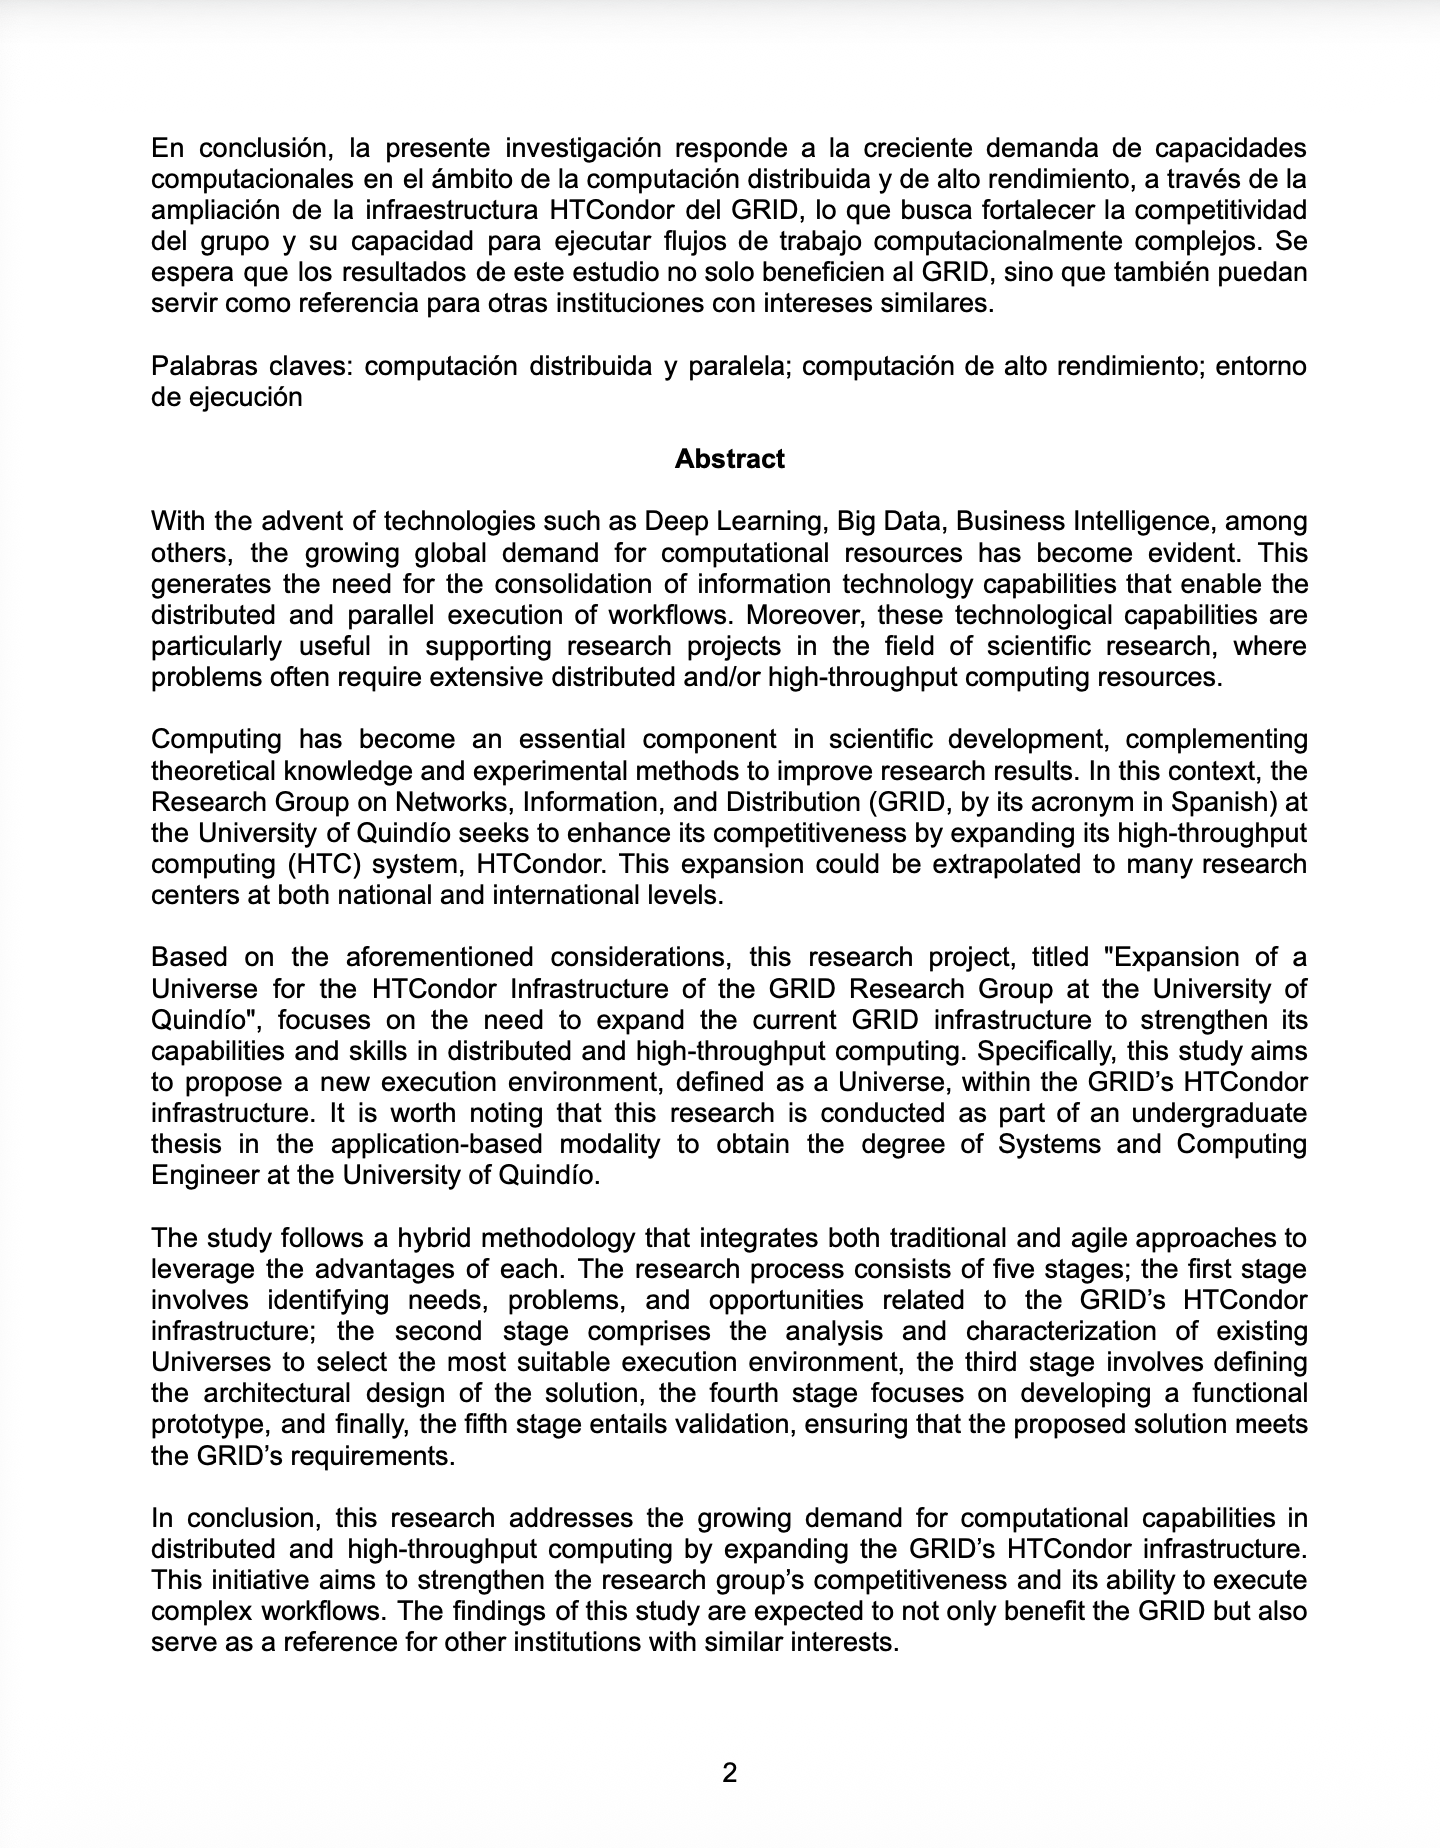 En conclusión, la presente investigación responde a la creciente demanda de capacidades
computacionales en el ámbito de la computación distribuida y de alto rendimiento, a través de la
ampliación de la infraestructura HTCondor del GRID, lo que busca fortalecer la competitividad
del grupo y su capacidad para ejecutar flujos de trabajo computacionalmente complejos. Se
espera que los resultados de este estudio no solo beneficien al GRID, sino que también puedan
servir como referencia para otras instituciones con intereses similares.
Palabras claves: computación distribuida y paralela; computación de alto rendimiento; entorno
de ejecución
Abstract
With the advent of technologies such as Deep Learning, Big Data, Business Intelligence, among
others, the growing global demand for computational resources has become evident. This
generates the need for the consolidation of information technology capabilities that enable the
distributed and parallel execution of workflows. Moreover, these technological capabilities are
particularly useful in supporting research projects in the field of scientific research, where
problems often require extensive distributed and/or high-throughput computing resources.
Computing has become an essential component in scientific development, complementing
theoretical knowledge and experimental methods to improve research results. In this context, the
Research Group on Networks, Information, and Distribution (GRID, by its acronym in Spanish) at
the University of Quindío seeks to enhance its competitiveness by expanding its high-throughput
computing (HTC) system, HTCondor. This expansion could be extrapolated to many research
centers at both national and international levels.
Based on the aforementioned considerations, this research project, titled "Expansion of a
Universe for the HTCondor Infrastructure of the GRID Research Group at the University of
Quindío", focuses on the need to expand the current GRID infrastructure to strengthen its
capabilities and skills in distributed and high-throughput computing. Specifically, this study aims
to propose a new execution environment, defined as a Universe, within the GRID’s HTCondor
infrastructure. It is worth noting that this research is conducted as part of an undergraduate
thesis in the application-based modality to obtain the degree of Systems and Computing
Engineer at the University of Quindío.
The study follows a hybrid methodology that integrates both traditional and agile approaches to
leverage the advantages of each. The research process consists of five stages; the first stage
involves identifying needs, problems, and opportunities related to the GRID’s HTCondor
infrastructure; the second stage comprises the analysis and characterization of existing
Universes to select the most suitable execution environment, the third stage involves defining
the architectural design of the solution, the fourth stage focuses on developing a functional
prototype, and finally, the fifth stage entails validation, ensuring that the proposed solution meets
the GRID’s requirements.
In conclusion, this research addresses the growing demand for computational capabilities in
distributed and high-throughput computing by expanding the GRID’s HTCondor infrastructure.
This initiative aims to strengthen the research group’s competitiveness and its ability to execute
complex workflows. The findings of this study are expected to not only benefit the GRID but also
serve as a reference for other institutions with similar interests.
2